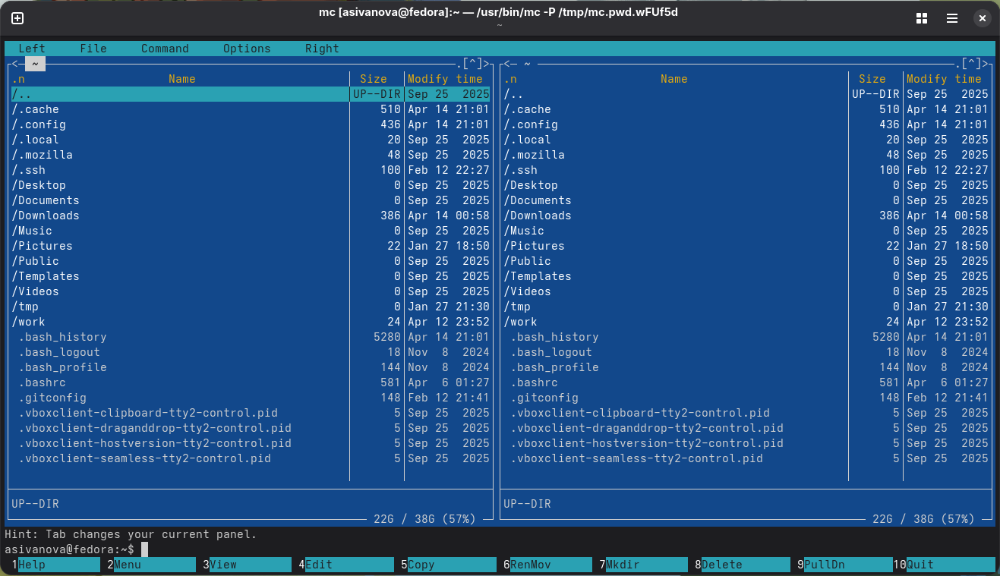 mc [asivanova@fedora]:~ — /usr/bin/mc -P /tmp/mc.pwd.wFUf5d
~
Left File Command Options Right
<─ ~ .[^]> <─ ~ .[^]>
.n Name Size Modify time .n Name Size Modify time
/.. UP--DIR Sep 25 2025 /.. UP--DIR Sep 25 2025
/.cache 510 Apr 14 21:01 /.cache 510 Apr 14 21:01
/.config 436 Apr 14 21:01 /.config 436 Apr 14 21:01
/.local 20 Sep 25 2025 /.local 20 Sep 25 2025
/.mozilla 48 Sep 25 2025 /.mozilla 48 Sep 25 2025
/.ssh 100 Feb 12 22:27 /.ssh 100 Feb 12 22:27
/Desktop 0 Sep 25 2025 /Desktop 0 Sep 25 2025
/Documents 0 Sep 25 2025 /Documents 0 Sep 25 2025
/Downloads 386 Apr 14 00:58 /Downloads 386 Apr 14 00:58
/Music 0 Sep 25 2025 /Music 0 Sep 25 2025
/Pictures 22 Jan 27 18:50 /Pictures 22 Jan 27 18:50
/Public 0 Sep 25 2025 /Public 0 Sep 25 2025
/Templates 0 Sep 25 2025 /Templates 0 Sep 25 2025
/Videos 0 Sep 25 2025 /Videos 0 Sep 25 2025
/tmp 0 Jan 27 21:30 /tmp 0 Jan 27 21:30
/work 24 Apr 12 23:52 /work 24 Apr 12 23:52
.bash_history 5280 Apr 14 21:01 .bash_history 5280 Apr 14 21:01
.bash_logout 18 Nov 8 2024 .bash_logout 18 Nov 8 2024
.bash_profile 144 Nov 8 2024 .bash_profile 144 Nov 8 2024
.bashrc 581 Apr 6 01:27 .bashrc 581 Apr 6 01:27
.gitconfig 148 Feb 12 21:41 .gitconfig 148 Feb 12 21:41
.vboxclient-clipboard-tty2-control.pid 5 Sep 25 2025 .vboxclient-clipboard-tty2-control.pid 5 Sep 25 2025
.vboxclient-draganddrop-tty2-control.pid 5 Sep 25 2025 .vboxclient-draganddrop-tty2-control.pid 5 Sep 25 2025
.vboxclient-hostversion-tty2-control.pid 5 Sep 25 2025 .vboxclient-hostversion-tty2-control.pid 5 Sep 25 2025
.vboxclient-seamless-tty2-control.pid 5 Sep 25 2025 .vboxclient-seamless-tty2-control.pid 5 Sep 25 2025
UP--DIR UP--DIR
22G / 38G (57%) 22G / 38G (57%)
Hint: Tab changes your current panel.
asivanova@fedora:~$
1Help 2Menu 3View 4Edit 5Copy 6RenMov 7Mkdir 8Delete 9PullDn 10Quit